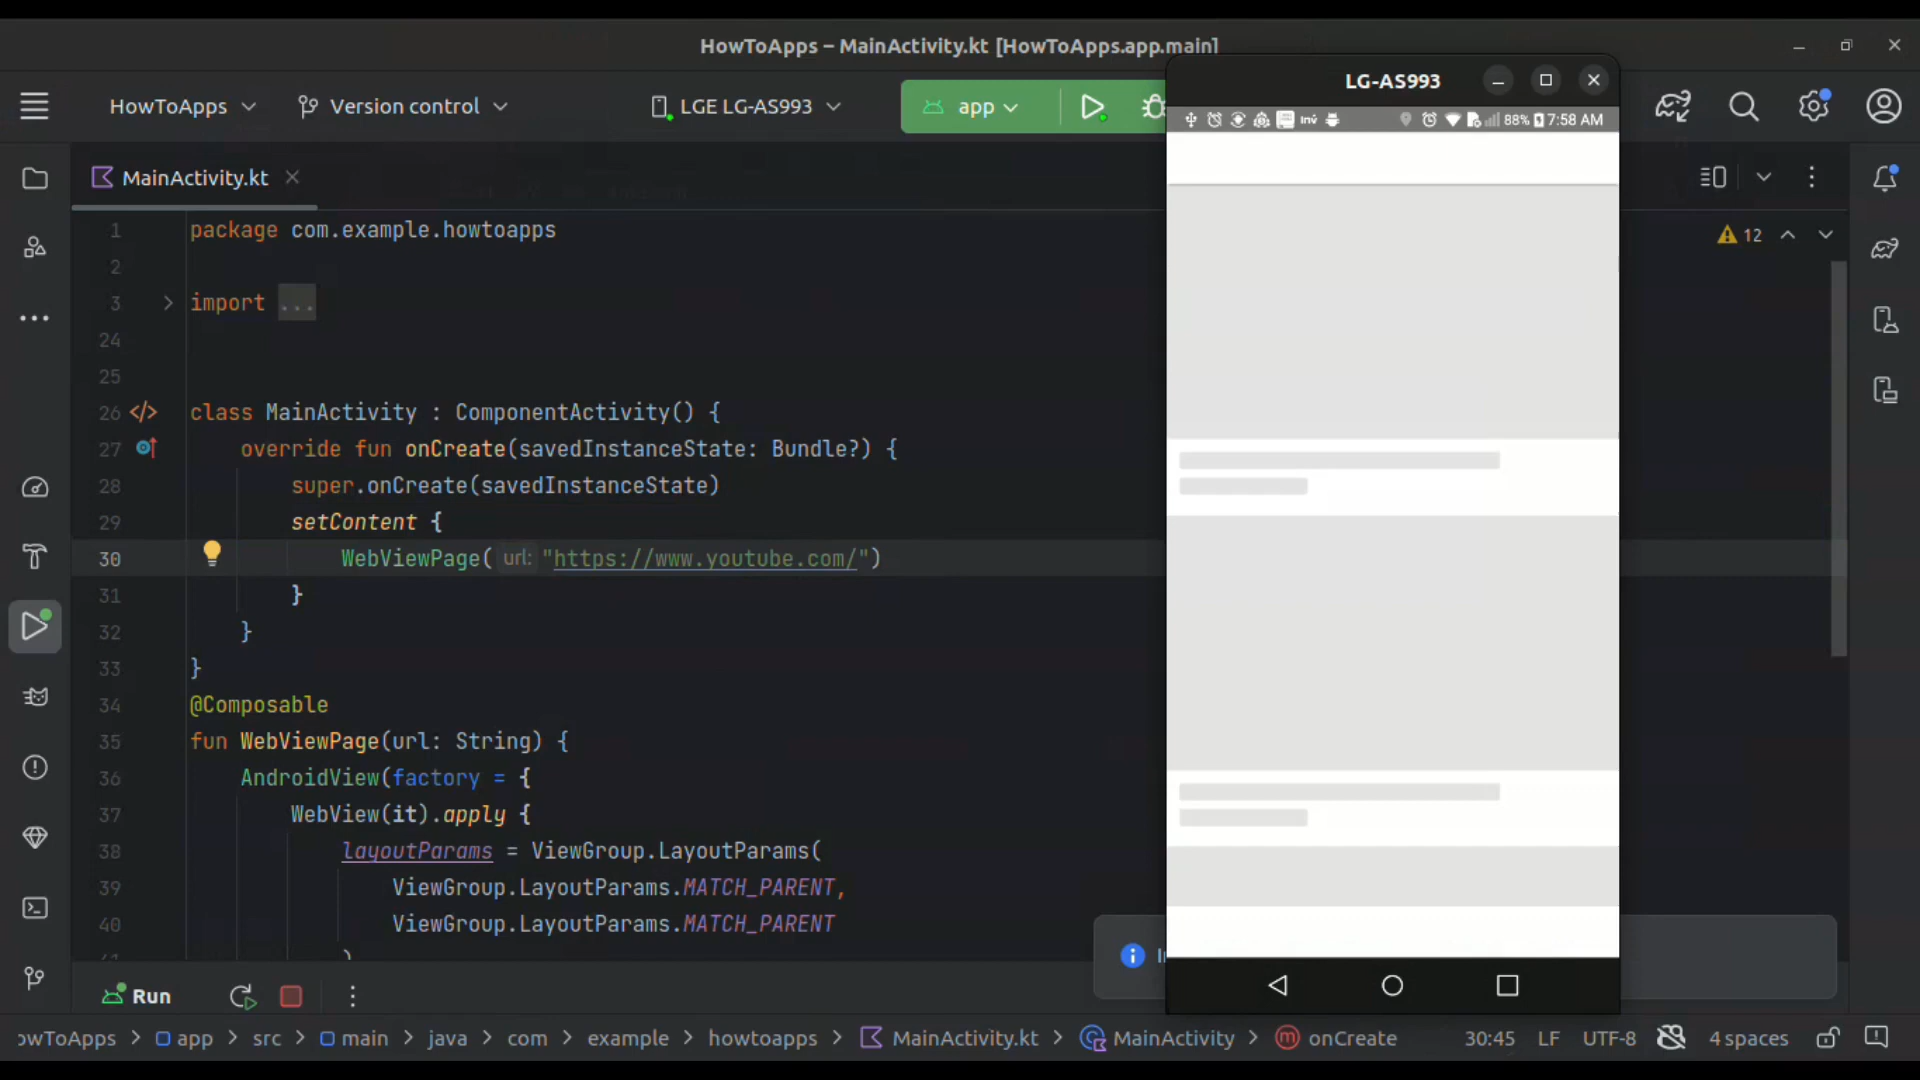 HowToApps – MainActivity.kt [HowToApps.app.main]
HowToApps
Version control
LGE LG-AS993
app
LG-AS993
88% 7:58 AM
MainActivity.kt
12
1 package com.example.howtoapps
2
3 import ...
24
25
26 class MainActivity : ComponentActivity() {
27 override fun onCreate(savedInstanceState: Bundle?) {
28 super.onCreate(savedInstanceState)
29 setContent {
30 WebViewPage( url: "https://www.youtube.com/")
31 }
32 }
33 }
34 @Composable
35 fun WebViewPage(url: String) {
36 AndroidView(factory = {
37 WebView(it).apply {
38 layoutParams = ViewGroup.LayoutParams(
39 ViewGroup.LayoutParams.MATCH_PARENT,
40 ViewGroup.LayoutParams.MATCH_PARENT
)
Run
owToApps > app > src > main > java > com > example > howtoapps > MainActivity.kt > MainActivity > onCreate
30:45 LF UTF-8 4 spaces